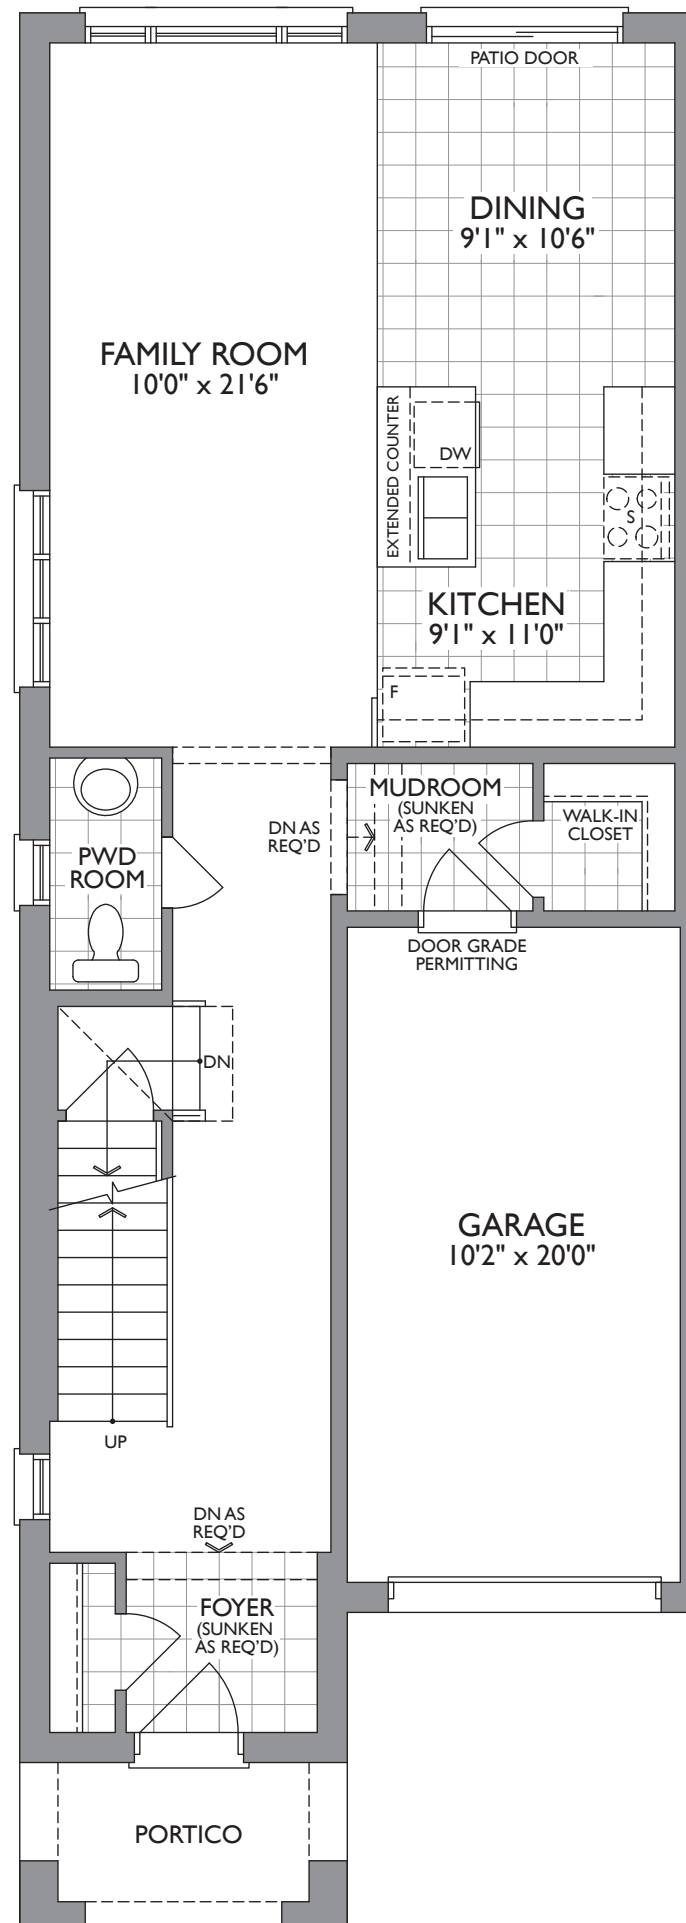 PATIO DOOR
DINING
9'1" x 10'6"
FAMILY ROOM
10'0" x 21'6"
EXTENDED COUNTER
DW
S
KITCHEN
9'1" x 11'0"
F
MUDROOM
(SUNKEN
AS REQ'D)
DN AS
REQ'D
WALK-IN
CLOSET
PWD
ROOM
DOOR GRADE
PERMITTING
DN
GARAGE
10'2" x 20'0"
UP
DN AS
REQ'D
FOYER
(SUNKEN
AS REQ'D)
PORTICO